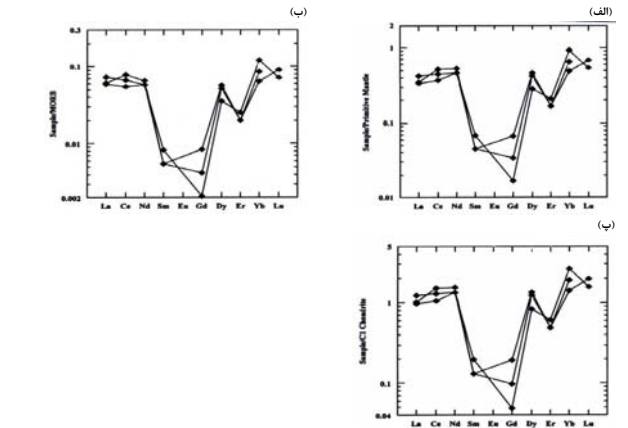 (الف)
2
1
0.1
0.01
Sample/Primitive Mantle
La Ce Nd Sm Eu Gd Dy Er Yb Lu
(ب)
0.3
0.1
0.01
0.002
Sample/MORB
La Ce Nd Sm Eu Gd Dy Er Yb Lu
(پ)
5
1
0.1
0.04
Sample/C1 Chondrite
La Ce Nd Sm Eu Gd Dy Er Yb Lu